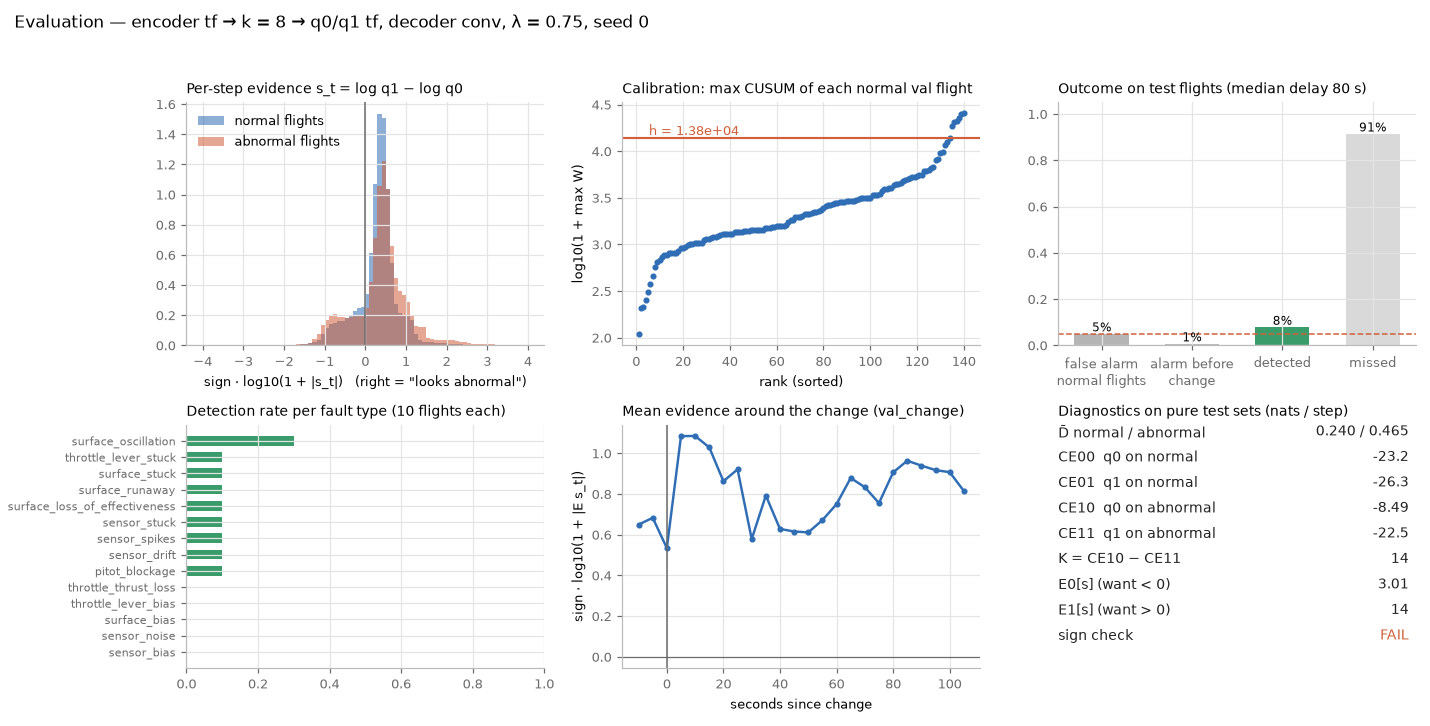 Evaluation — encoder tf → k = 8 → q0/q1 tf, decoder conv, λ = 0.75, seed 0
Per-step evidence s_t = log q1 − log q0
normal flights
abnormal flights
1.6
1.4
1.2
1.0
0.8
0.6
0.4
0.2
0.0
−4
−3
−2
−1
0
1
2
3
4
sign · log10(1 + |s_t|)   (right = "looks abnormal")
Calibration: max CUSUM of each normal val flight
h = 1.38e+04
log10(1 + max W)
4.5
4.0
3.5
3.0
2.5
2.0
0
20
40
60
80
100
120
140
rank (sorted)
Outcome on test flights (median delay 80 s)
1.0
0.8
0.6
0.4
0.2
0.0
5%
1%
8%
91%
false alarm
normal flights
alarm before
change
detected
missed
Detection rate per fault type (10 flights each)
surface_oscillation
throttle_lever_stuck
surface_stuck
surface_runaway
surface_loss_of_effectiveness
sensor_stuck
sensor_spikes
sensor_drift
pitot_blockage
throttle_thrust_loss
throttle_lever_bias
surface_bias
sensor_noise
sensor_bias
0.0
0.2
0.4
0.6
0.8
1.0
Mean evidence around the change (val_change)
sign · log10(1 + |E s_t|)
1.0
0.8
0.6
0.4
0.2
0.0
0
20
40
60
80
100
seconds since change
Diagnostics on pure test sets (nats / step)
D̄ normal / abnormal 0.240 / 0.465
CE00  q0 on normal -23.2
CE01  q1 on normal -26.3
CE10  q0 on abnormal -8.49
CE11  q1 on abnormal -22.5
K = CE10 − CE11 14
E0[s] (want < 0) 3.01
E1[s] (want > 0) 14
sign check FAIL